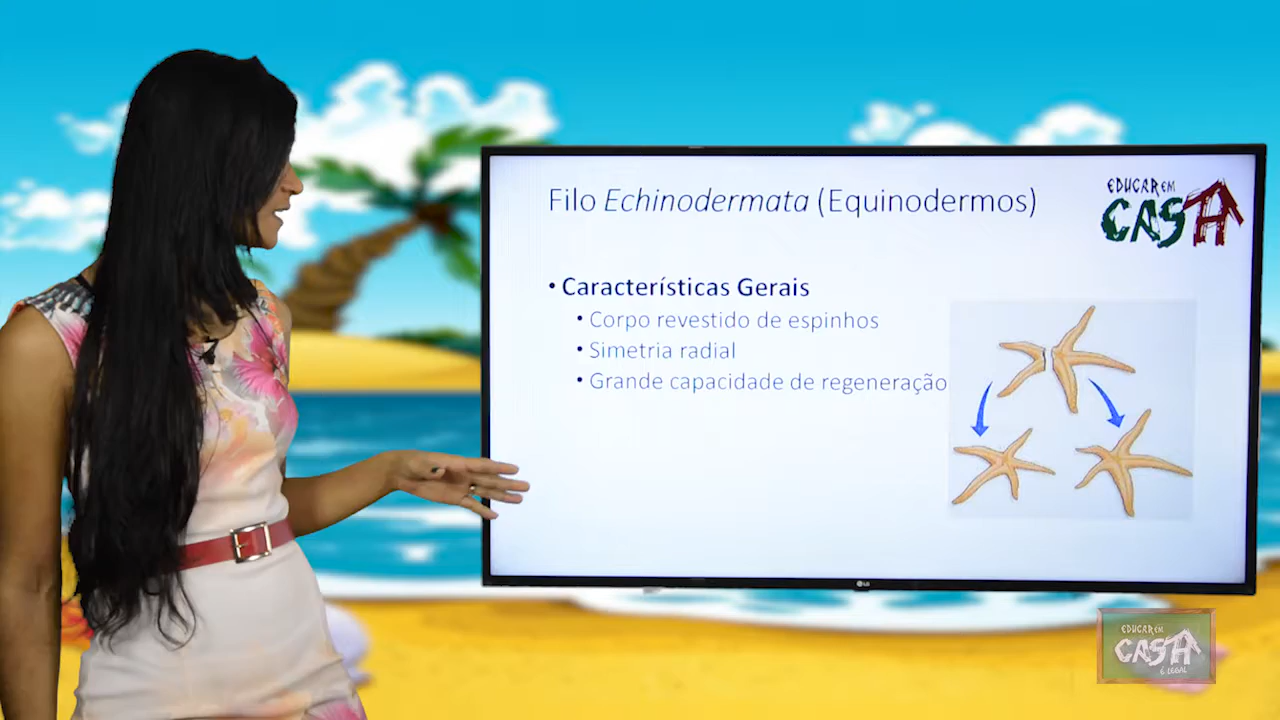 Filo Echinodermata (Equinodermos)
EDUCAR EM
CASA
• Características Gerais
• Corpo revestido de espinhos
• Simetria radial
• Grande capacidade de regeneração
LG
EDUCAR EM
CASA
É LEGAL